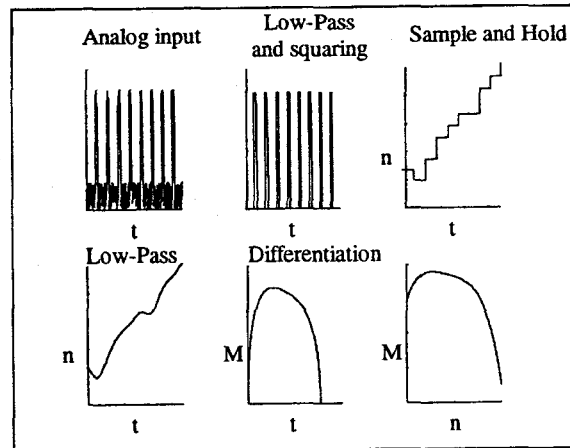 Analog input
Low-Pass
and squaring
Sample and Hold
n
t
t
t
Low-Pass
Differentiation
n
M
M
t
t
n